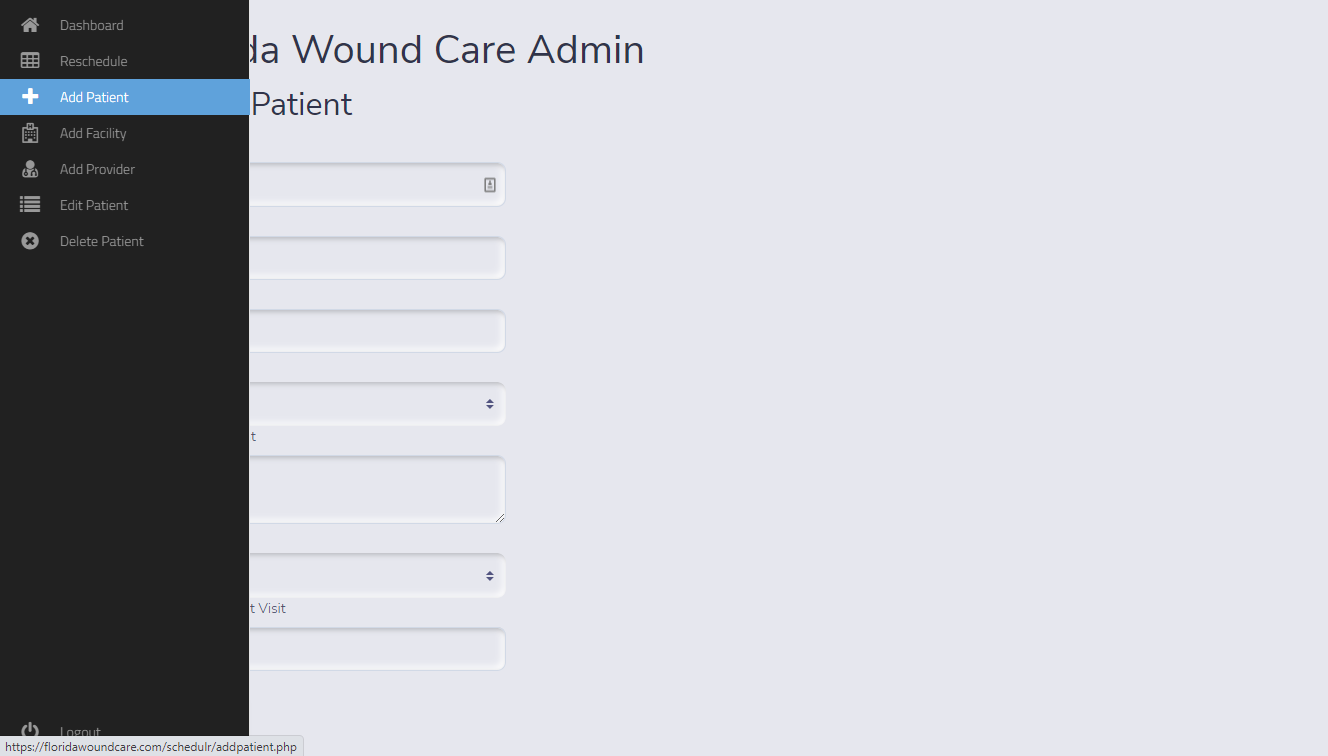 Dashboard
Reschedule
Add Patient
Add Facility
Add Provider
Edit Patient
Delete Patient
Logout
https://floridawoundcare.com/schedulr/addpatient.php
da Wound Care Admin
Patient
t
t Visit